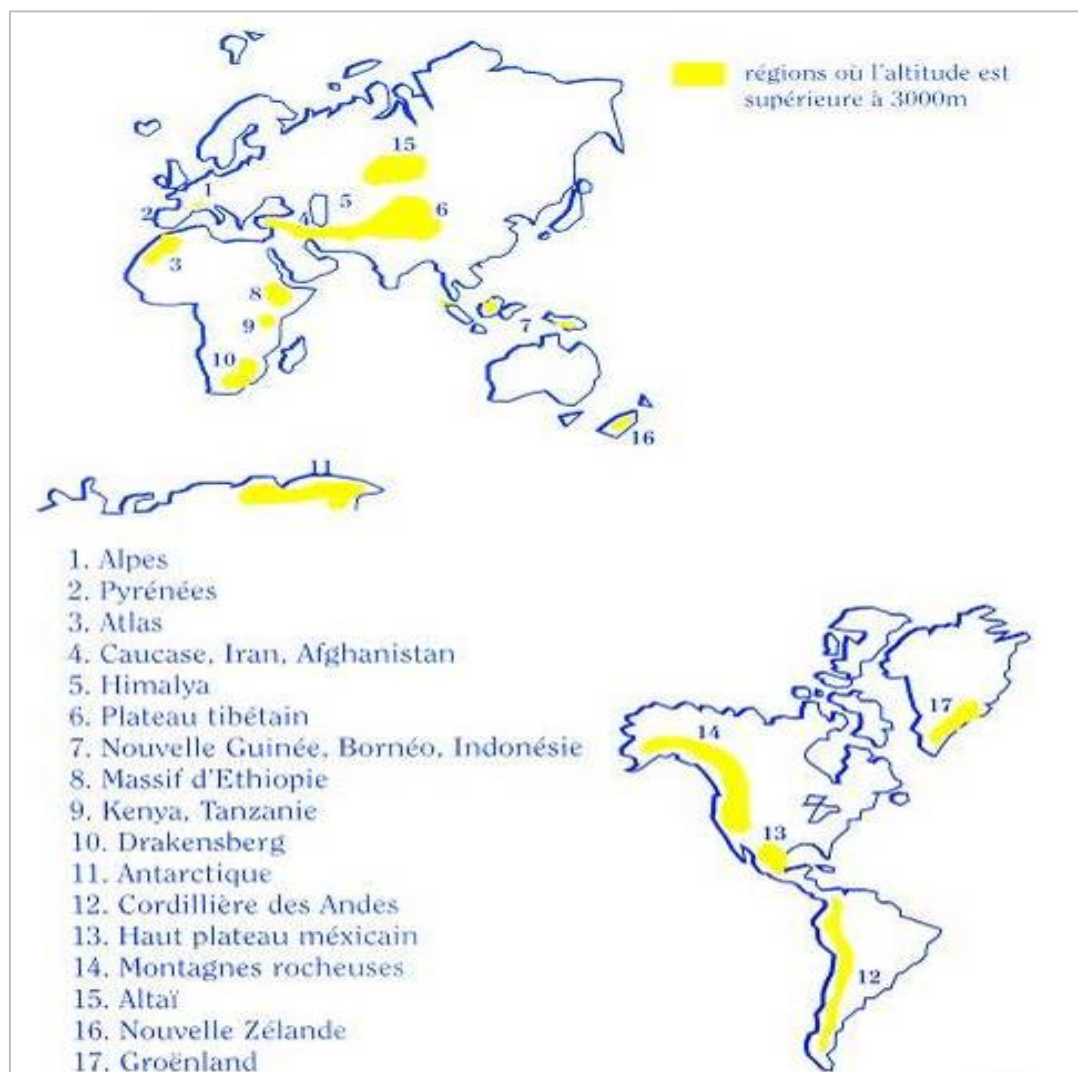 régions où l'altitude est
supérieure à 3000m
15
1
2
5
4
6
3
8
9
7
10
16
11
1. Alpes
2. Pyrénées
3. Atlas
4. Caucase, Iran, Afghanistan
5. Himalya
6. Plateau tibétain
7. Nouvelle Guinée, Bornéo, Indonésie
8. Massif d'Ethiopie
9. Kenya, Tanzanie
10. Drakensberg
11. Antarctique
12. Cordillière des Andes
13. Haut plateau méxicain
14. Montagnes rocheuses
15. Altaï
16. Nouvelle Zélande
17. Groënland
17
14
13
12